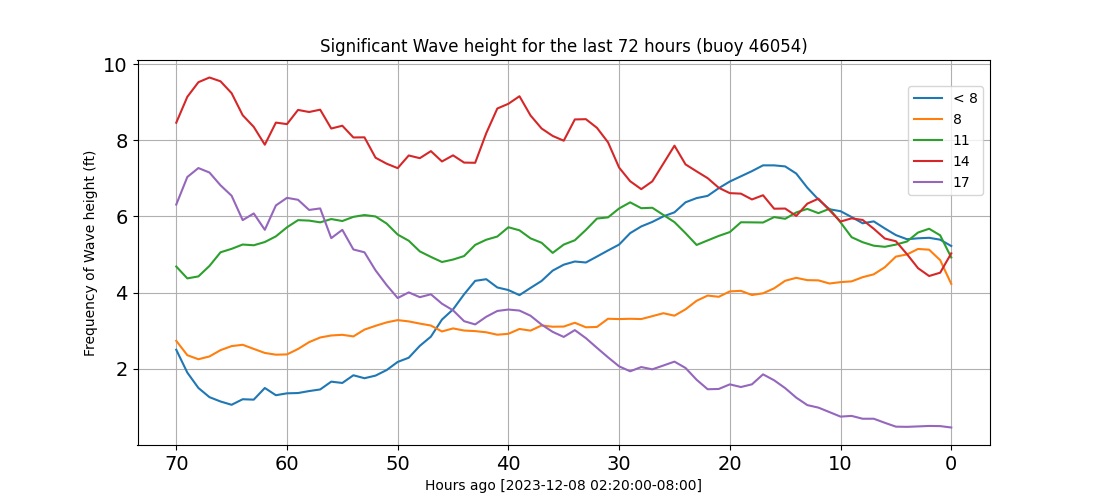 Significant Wave height for the last 72 hours (buoy 46054)
Frequency of Wave height (ft)
10
8
6
4
2
< 8
8
11
14
17
70 60 50 40 30 20 10 0
Hours ago [2023-12-08 02:20:00-08:00]